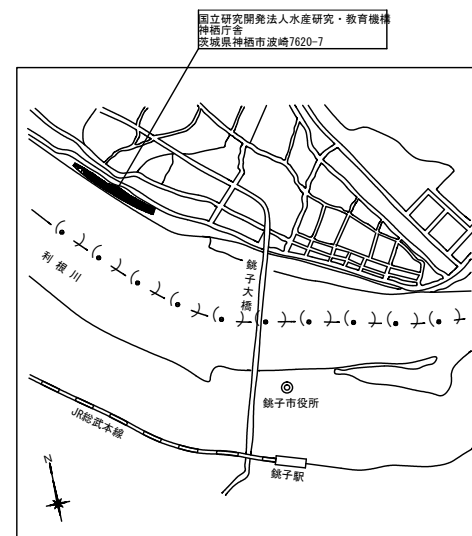 国立研究開発法人水産研究・教育機構
神栖庁舎
茨城県神栖市波崎7620-7
銚子大橋
利根川
銚子市役所
JR総武本線
銚子駅
N